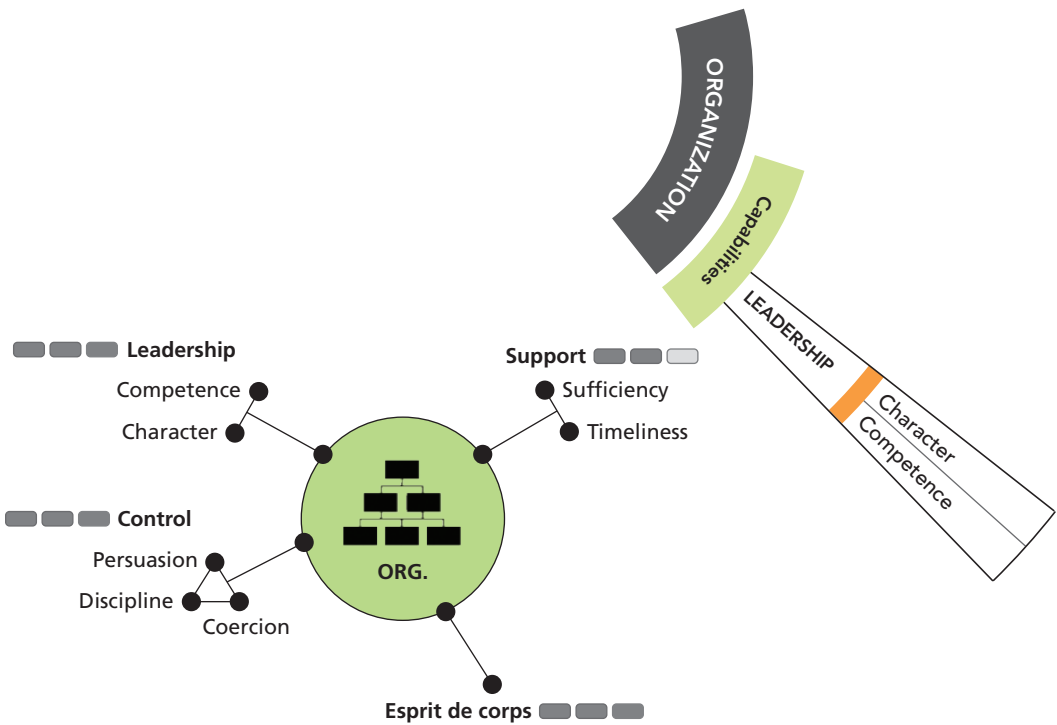 ORGANIZATION
Capabilities
LEADERSHIP
Character
Competence
Leadership
Competence
Character
Support
Sufficiency
Timeliness
Control
Persuasion
Discipline
Coercion
ORG.
Esprit de corps